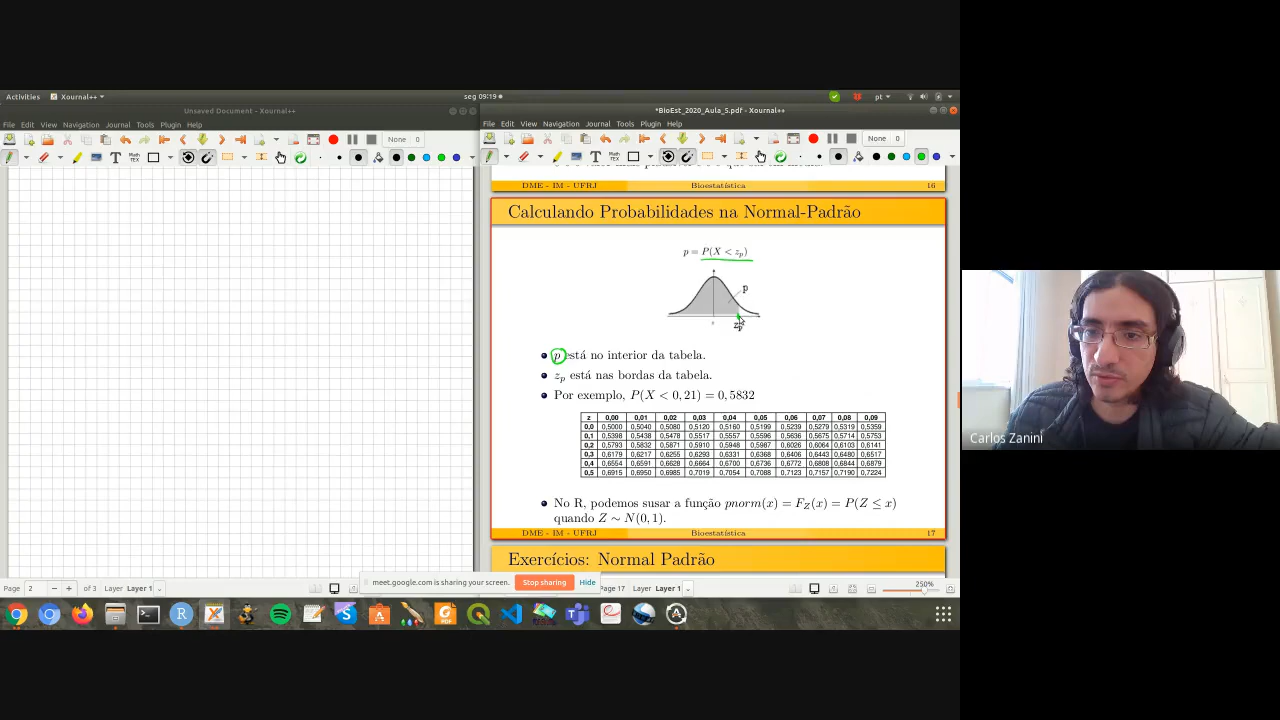 Activities Xournal++ ▾ seg 09:19 pt ▾
Unsaved Document - Xournal++
*BioEst_2020_Aula_5.pdf - Xournal++
File Edit View Navigation Journal Tools Plugin Help
File Edit View Navigation Journal Tools Plugin Help
None 0
None 0
DME - IM - UFRJ Bioestatística 16
Calculando Probabilidades na Normal-Padrão
p = P(X < z_p)
p
z_p
p está no interior da tabela.
z_p está nas bordas da tabela.
Por exemplo, P(X < 0, 21) = 0, 5832
z 0,00 0,01 0,02 0,03 0,04 0,05 0,06 0,07 0,08 0,09
0,0 0,5000 0,5040 0,5080 0,5120 0,5160 0,5199 0,5239 0,5279 0,5319 0,5359
0,1 0,5398 0,5438 0,5478 0,5517 0,5557 0,5596 0,5636 0,5675 0,5714 0,5753
0,2 0,5793 0,5832 0,5871 0,5910 0,5948 0,5987 0,6026 0,6064 0,6103 0,6141
0,3 0,6179 0,6217 0,6255 0,6293 0,6331 0,6368 0,6406 0,6443 0,6480 0,6517
0,4 0,6554 0,6591 0,6628 0,6664 0,6700 0,6736 0,6772 0,6808 0,6844 0,6879
0,5 0,6915 0,6950 0,6985 0,7019 0,7054 0,7088 0,7123 0,7157 0,7190 0,7224
No R, podemos susar a função pnorm(x) = F_Z(x) = P(Z ≤ x)
quando Z ∼ N(0, 1).
DME - IM - UFRJ Bioestatística 17
Exercícios: Normal Padrão
Carlos Zanini
meet.google.com is sharing your screen. Stop sharing Hide
Page 2 of 3 Layer Layer 1
Page 17 Layer Layer 1
250%